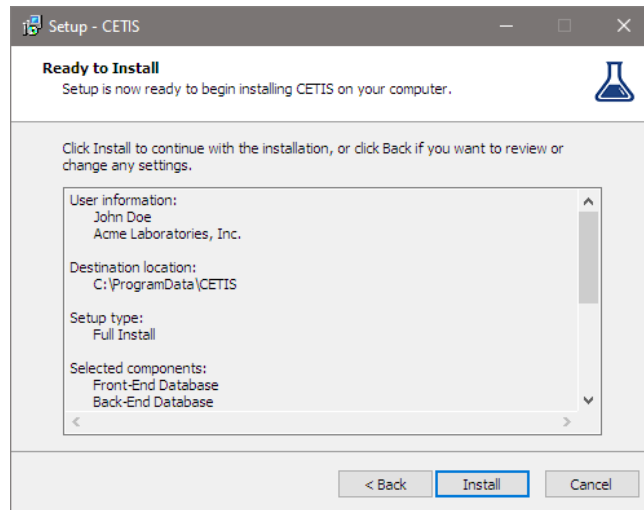 Setup - CETIS
Ready to Install
Setup is now ready to begin installing CETIS on your computer.
Click Install to continue with the installation, or click Back if you want to review or
change any settings.
User information:
John Doe
Acme Laboratories, Inc.
Destination location:
C:\ProgramData\CETIS
Setup type:
Full Install
Selected components:
Front-End Database
Back-End Database
< Back
Install
Cancel